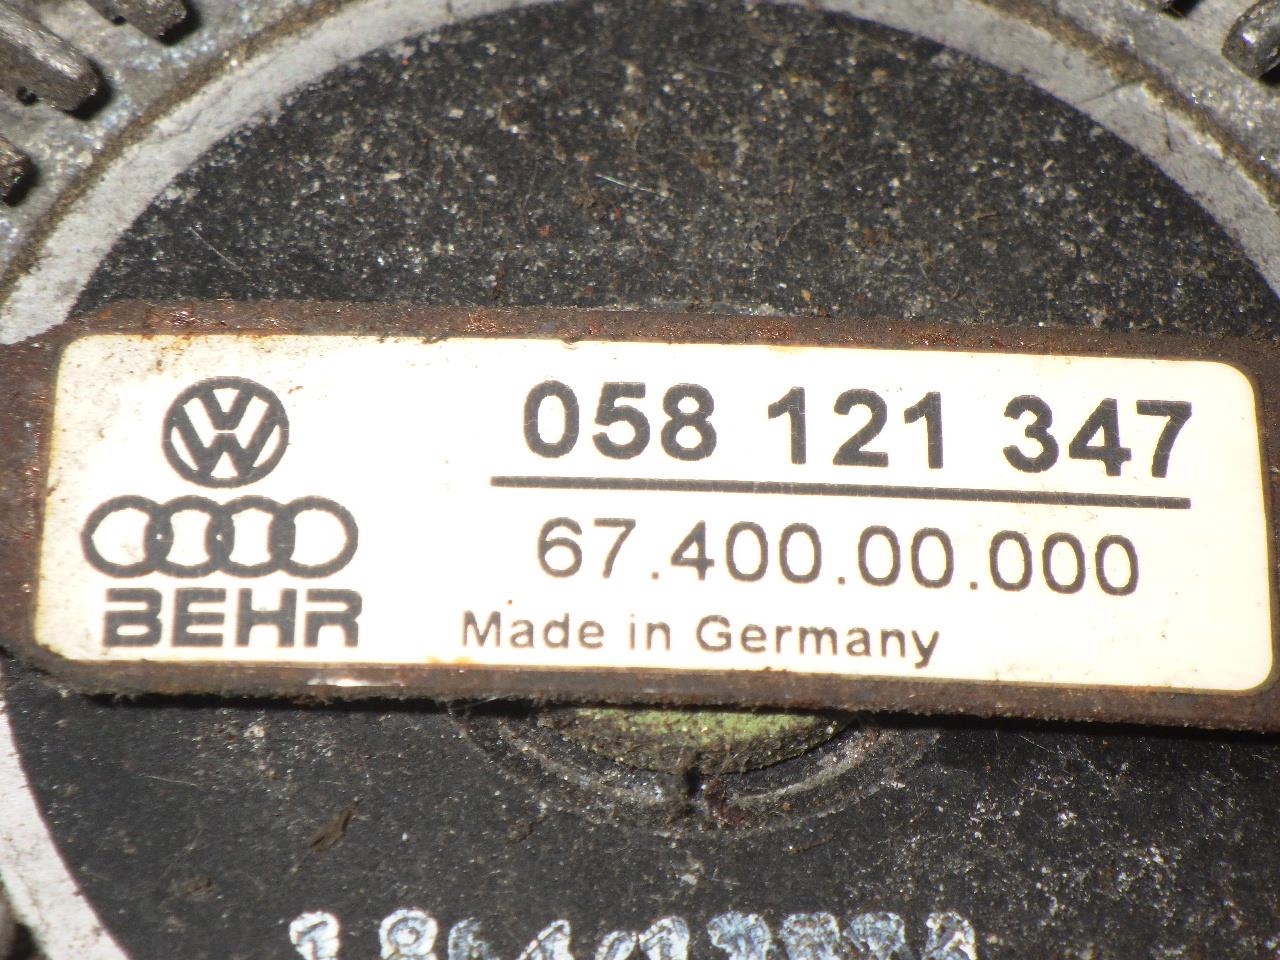 058 121 347
67.400.00.000
BEHR
Made in Germany